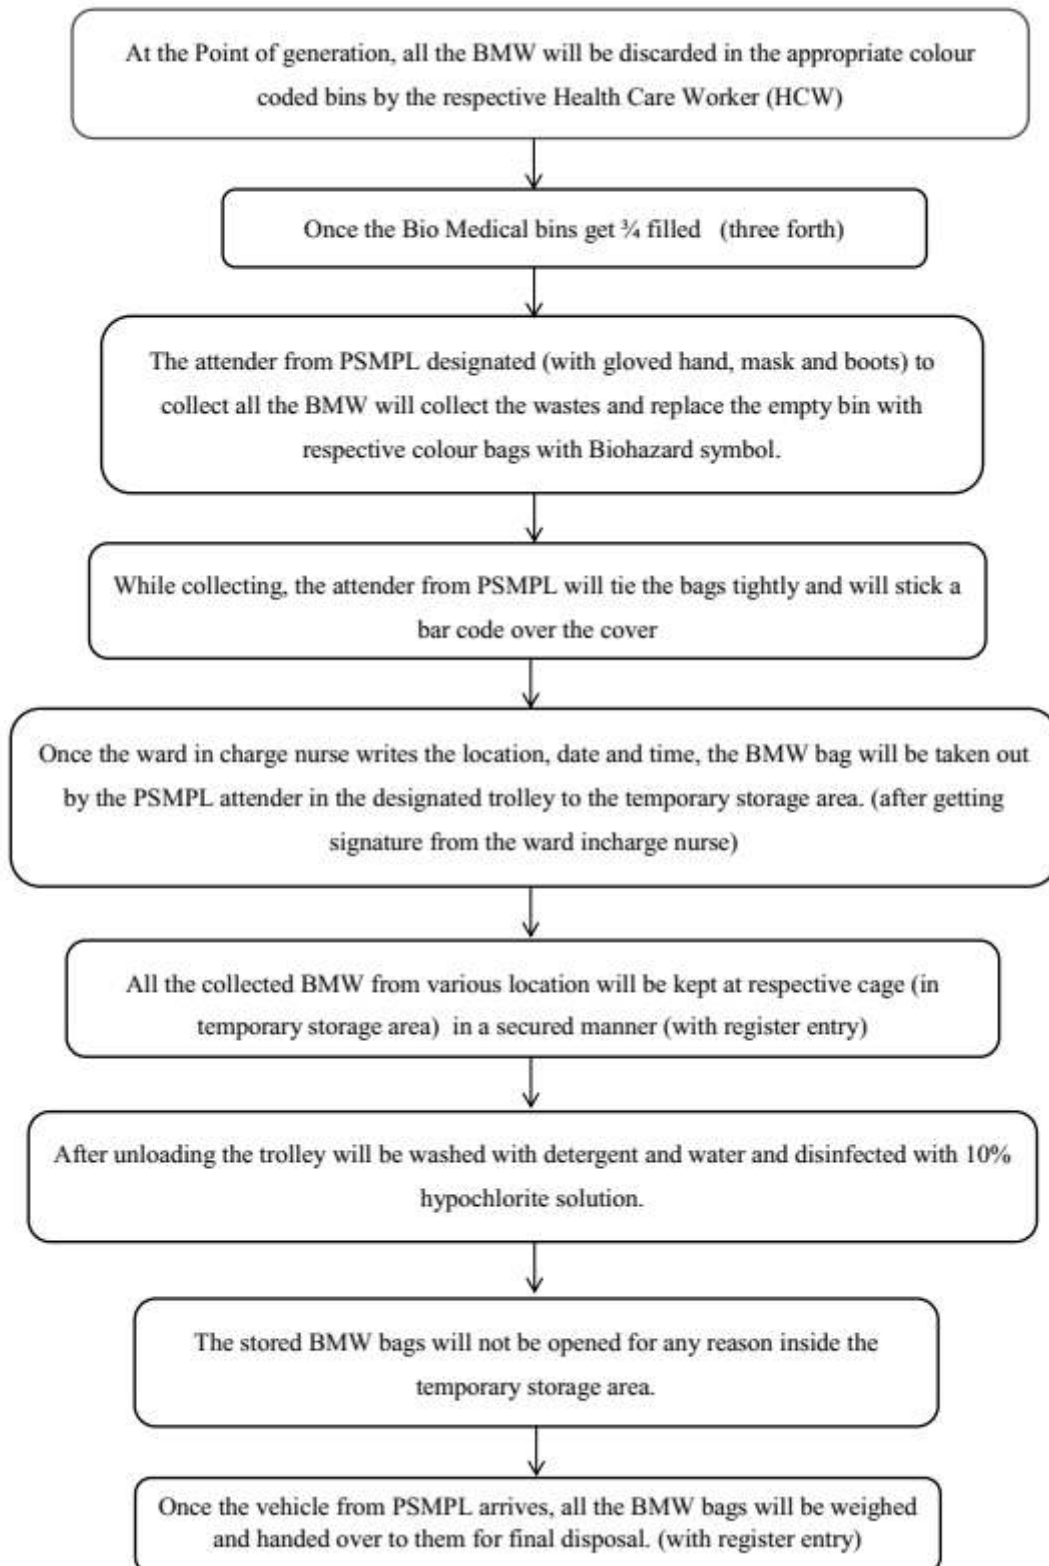 At the Point of generation, all the BMW will be discarded in the appropriate colour
coded bins by the respective Health Care Worker (HCW)
Once the Bio Medical bins get ¾ filled (three forth)
The attender from PSMPL designated (with gloved hand, mask and boots) to
collect all the BMW will collect the wastes and replace the empty bin with
respective colour bags with Biohazard symbol.
While collecting, the attender from PSMPL will tie the bags tightly and will stick a
bar code over the cover
Once the ward in charge nurse writes the location, date and time, the BMW bag will be taken out
by the PSMPL attender in the designated trolley to the temporary storage area. (after getting
signature from the ward incharge nurse)
All the collected BMW from various location will be kept at respective cage (in
temporary storage area) in a secured manner (with register entry)
After unloading the trolley will be washed with detergent and water and disinfected with 10%
hypochlorite solution.
The stored BMW bags will not be opened for any reason inside the
temporary storage area.
Once the vehicle from PSMPL arrives, all the BMW bags will be weighed
and handed over to them for final disposal. (with register entry)